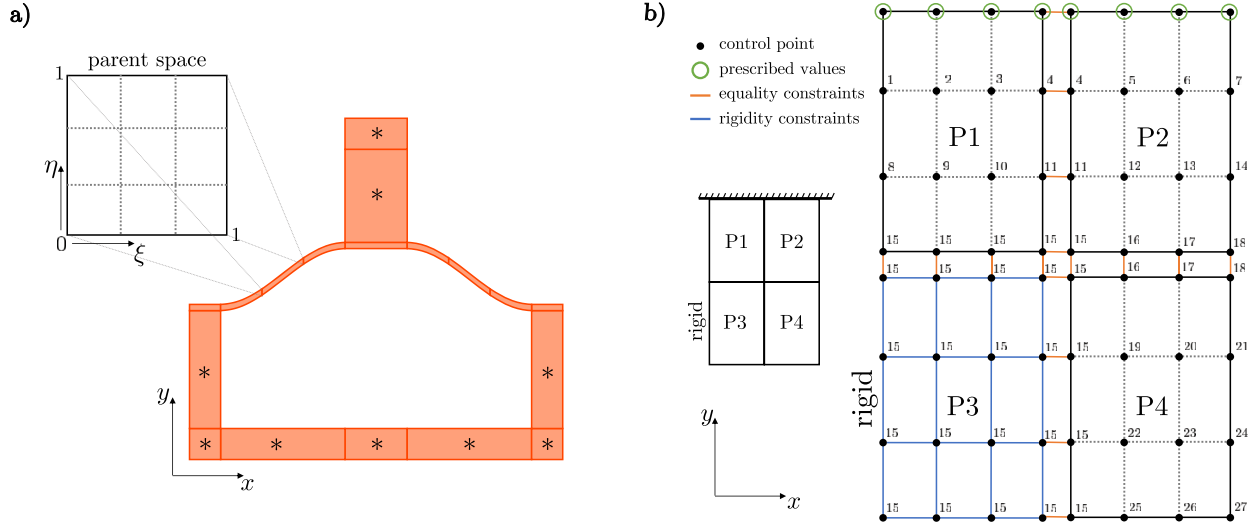 a)
parent space
1
η
0
ξ
1
*
*
*
*
*
*
*
*
*
y
x
b)
control point
prescribed values
equality constraints
rigidity constraints
P1 P2
P3 P4
rigid
y
x
1 2 3 4 4 5 6 7
P1 P2
8 9 10 11 11 12 13 14
15 15 15 15 15 16 17 18
15 15 15 15 15 16 17 18
15 15 15 15 15 19 20 21
rigid
P3 P4
15 15 15 15 15 22 23 24
15 15 15 15 15 25 26 27